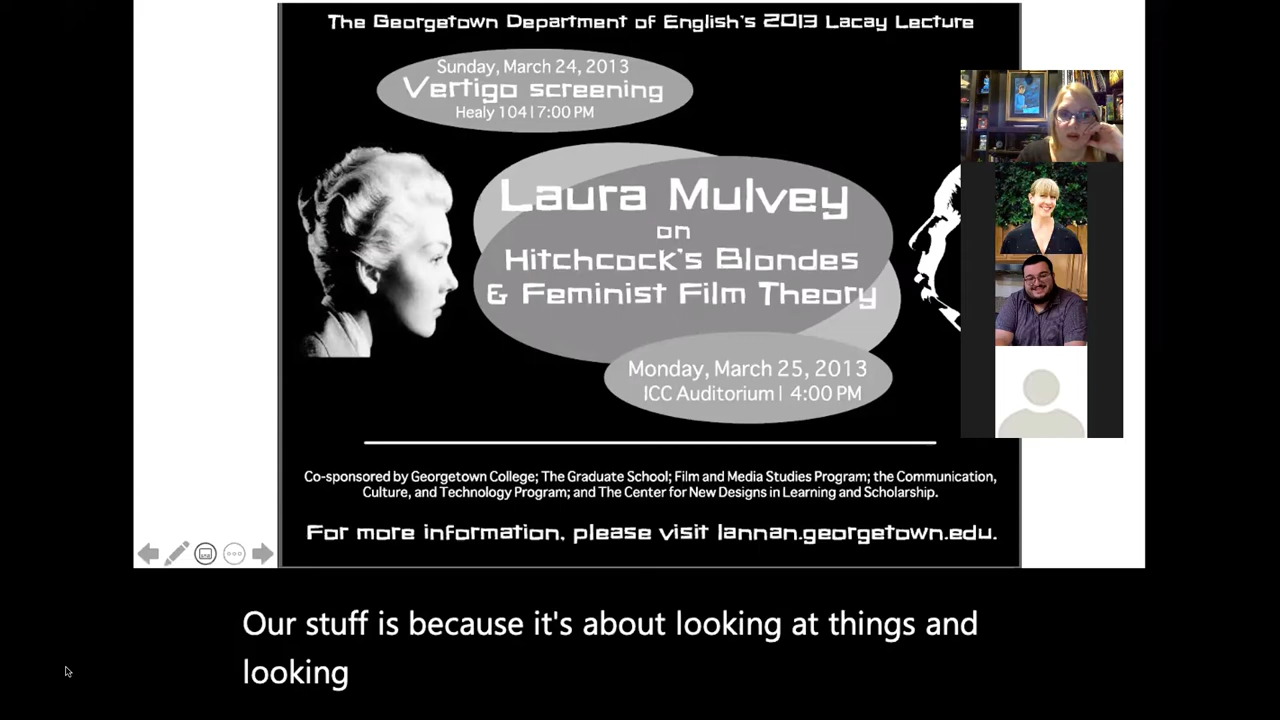 The Georgetown Department of English's 2013 Lacay Lecture
Sunday, March 24, 2013
Vertigo screening
Healy 104 | 7:00 PM
Laura Mulvey
on
Hitchcock's Blondes
& Feminist Film Theory
Monday, March 25, 2013
ICC Auditorium | 4:00 PM
Co-sponsored by Georgetown College; The Graduate School; Film and Media Studies Program; the Communication,
Culture, and Technology Program; and The Center for New Designs in Learning and Scholarship.
For more information, please visit lannan.georgetown.edu.
Our stuff is because it's about looking at things and
looking